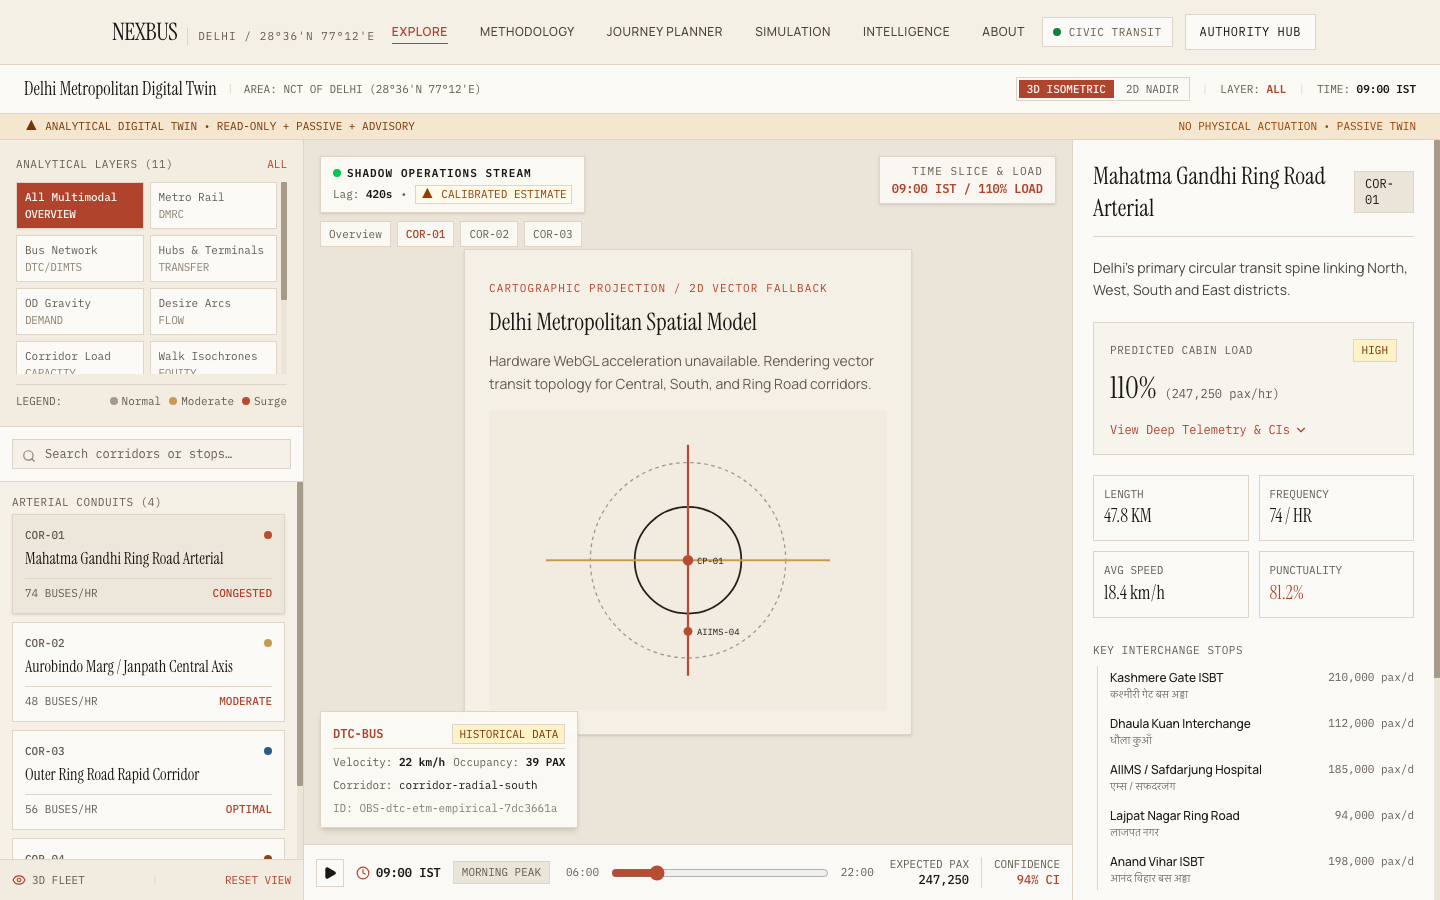 NEXBUS
DELHI / 28°36'N 77°12'E
EXPLORE
METHODOLOGY
JOURNEY PLANNER
SIMULATION
INTELLIGENCE
ABOUT
CIVIC TRANSIT
AUTHORITY HUB
Delhi Metropolitan Digital Twin
AREA: NCT OF DELHI (28°36'N 77°12'E)
3D ISOMETRIC
2D NADIR
LAYER: ALL
TIME: 09:00 IST
ANALYTICAL DIGITAL TWIN • READ-ONLY + PASSIVE + ADVISORY
NO PHYSICAL ACTUATION • PASSIVE TWIN
ANALYTICAL LAYERS (11)
ALL
All Multimodal
OVERVIEW
Metro Rail
DMRC
Bus Network
DTC/DIMTS
Hubs & Terminals
TRANSFER
OD Gravity
DEMAND
Desire Arcs
FLOW
Corridor Load
CAPACITY
Walk Isochrones
EQUITY
LEGEND:
Normal
Moderate
Surge
Search corridors or stops…
ARTERIAL CONDUITS (4)
COR-01
Mahatma Gandhi Ring Road Arterial
74 BUSES/HR
CONGESTED
COR-02
Aurobindo Marg / Janpath Central Axis
48 BUSES/HR
MODERATE
COR-03
Outer Ring Road Rapid Corridor
56 BUSES/HR
OPTIMAL
COR-04
3D FLEET
RESET VIEW
SHADOW OPERATIONS STREAM
Lag: 420s •
CALIBRATED ESTIMATE
TIME SLICE & LOAD
09:00 IST / 110% LOAD
Overview
COR-01
COR-02
COR-03
CARTOGRAPHIC PROJECTION / 2D VECTOR FALLBACK
Delhi Metropolitan Spatial Model
Hardware WebGL acceleration unavailable. Rendering vector
transit topology for Central, South, and Ring Road corridors.
CP-01
AIIMS-04
DTC-BUS
HISTORICAL DATA
Velocity: 22 km/h
Occupancy: 39 PAX
Corridor: corridor-radial-south
ID: OBS-dtc-etm-empirical-7dc3661a
09:00 IST
MORNING PEAK
06:00
22:00
EXPECTED PAX
247,250
CONFIDENCE
94% CI
Mahatma Gandhi Ring Road
Arterial
COR-
01
Delhi's primary circular transit spine linking North,
West, South and East districts.
PREDICTED CABIN LOAD
HIGH
110% (247,250 pax/hr)
View Deep Telemetry & CIs
LENGTH
47.8 KM
FREQUENCY
74 / HR
AVG SPEED
18.4 km/h
PUNCTUALITY
81.2%
KEY INTERCHANGE STOPS
Kashmere Gate ISBT
210,000 pax/d
कश्मीरी गेट बस अड्डा
Dhaula Kuan Interchange
112,000 pax/d
धौला कुआँ
AIIMS / Safdarjung Hospital
185,000 pax/d
एम्स / सफदरजंग
Lajpat Nagar Ring Road
94,000 pax/d
लाजपत नगर
Anand Vihar ISBT
198,000 pax/d
आनंद विहार बस अड्डा